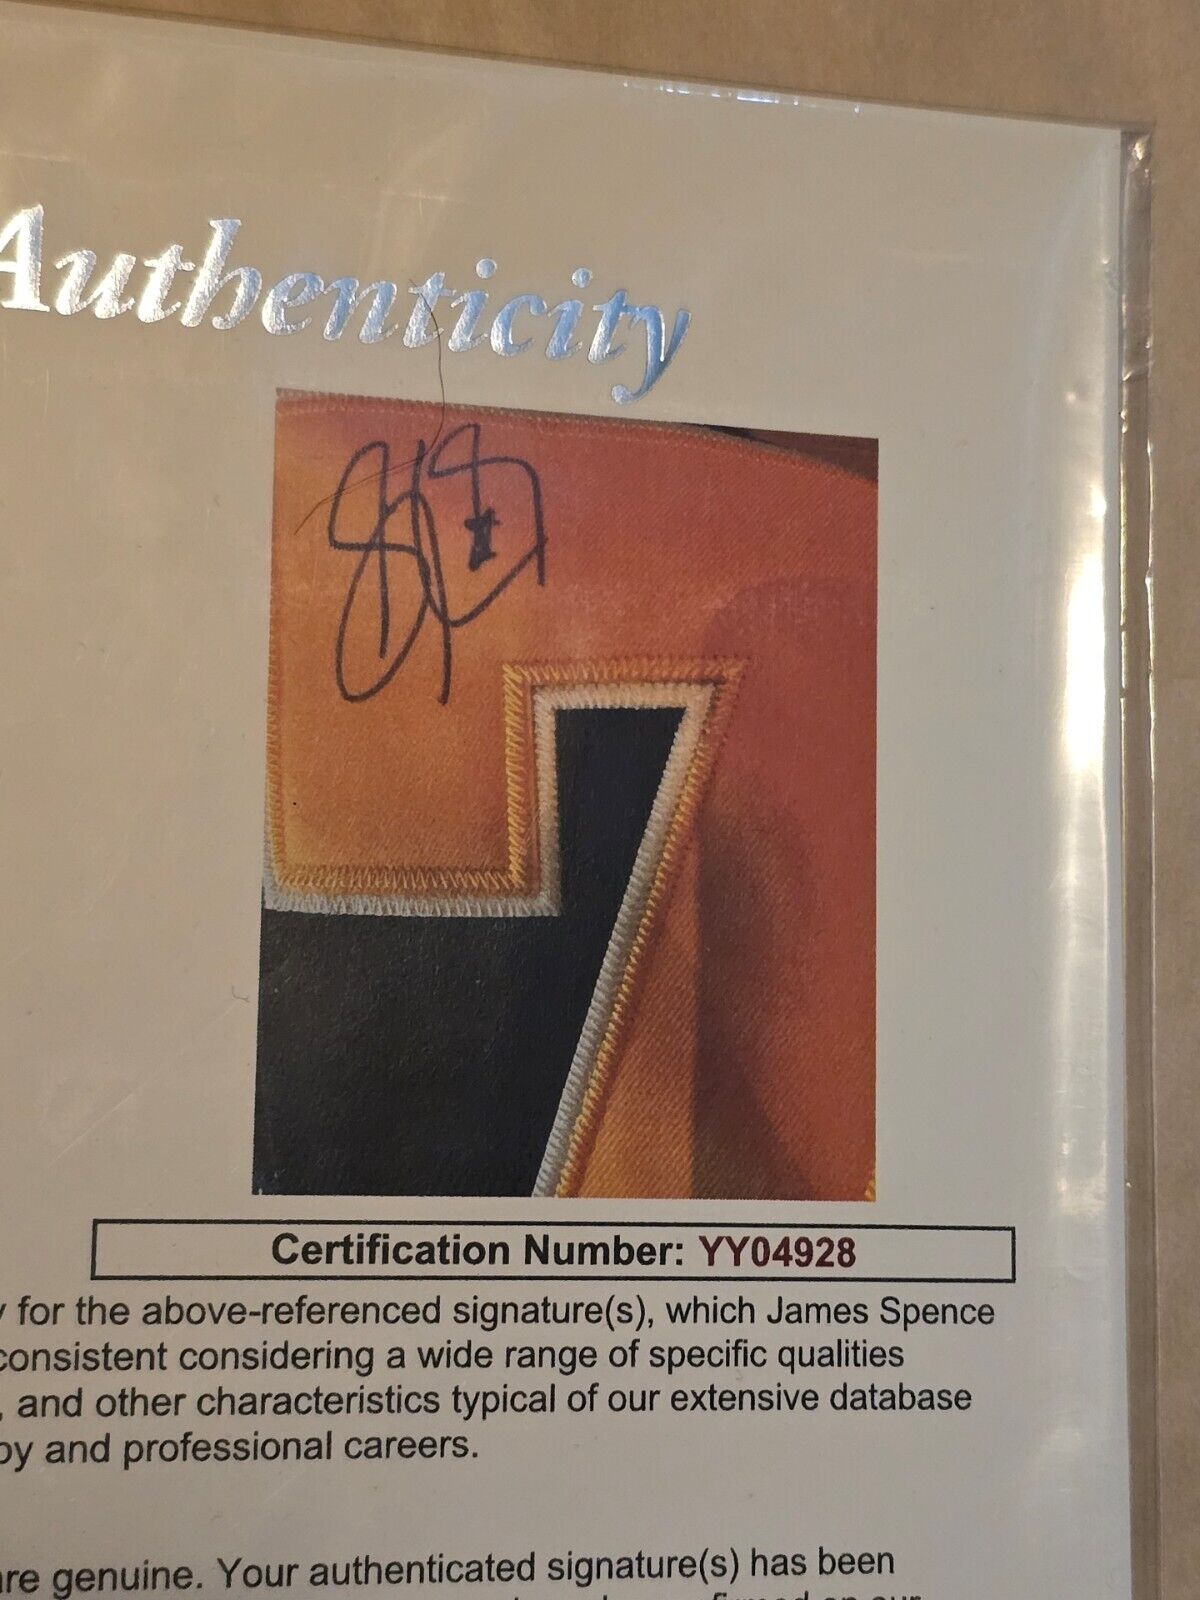 Authenticity
Certification Number: YY04928
for the above-referenced signature(s), which James Spence
consistent considering a wide range of specific qualities
, and other characteristics typical of our extensive database
and professional careers.
are genuine. Your authenticated signature(s) has been